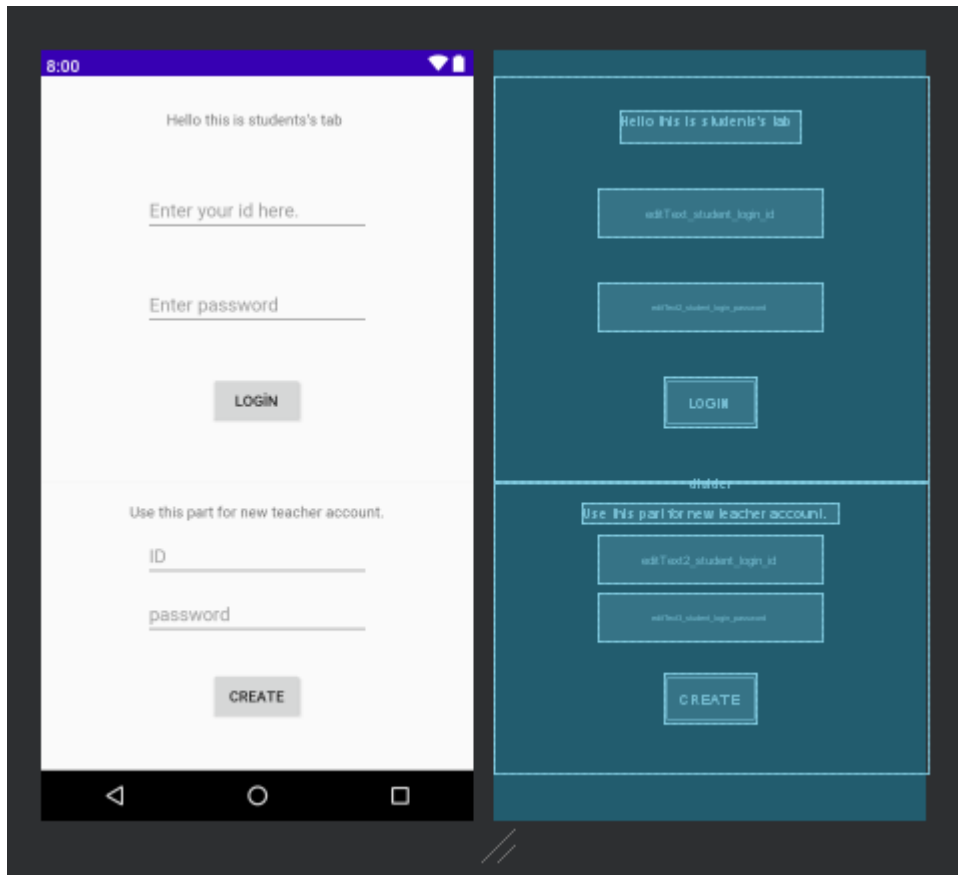 8:00
Hello this is students's tab
Enter your id here.
Enter password
LOGİN
Use this part for new teacher account.
ID
password
CREATE
Hello this is students's tab
editText_student_login_id
editText2_student_login_password
LOGIN
divider
Use this part for new teacher account.
editText2_student_login_id
editText3_student_login_password
CREATE